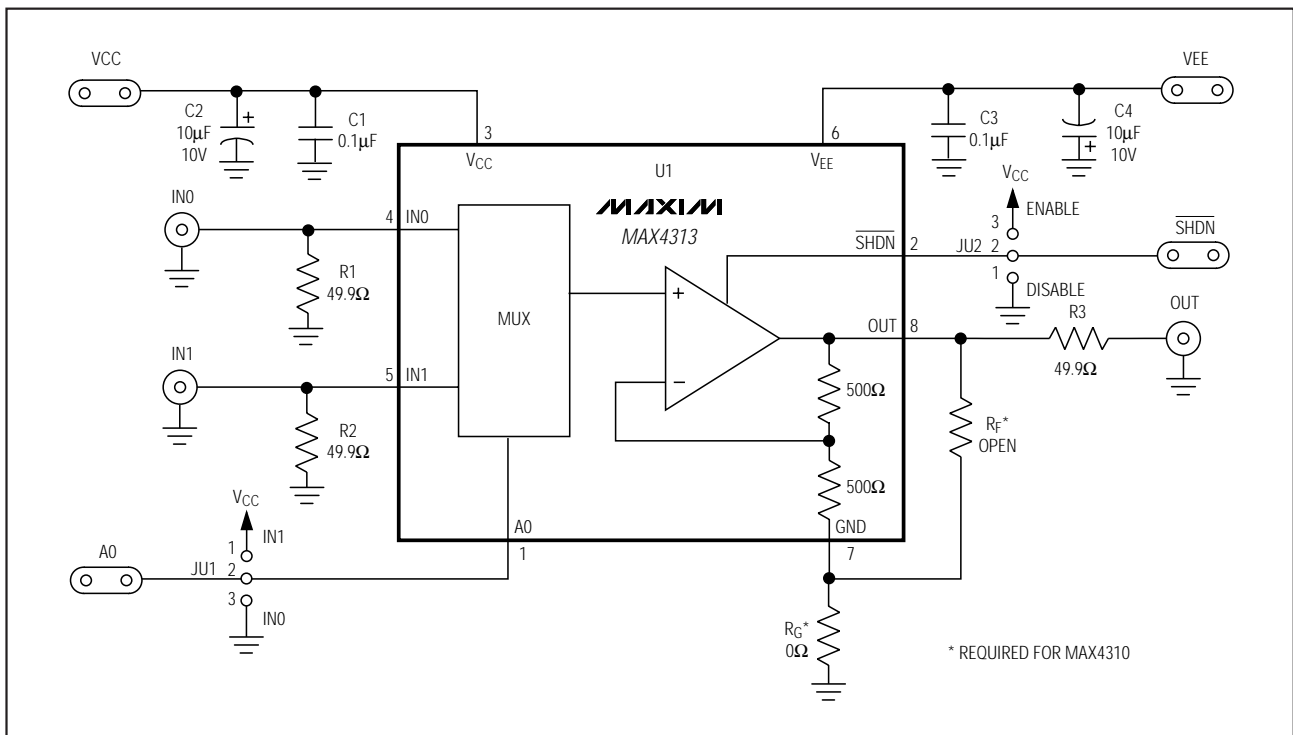 VCC
VEE
C2
10µF
10V
+
C1
0.1µF
3
VCC
6
VEE
C3
0.1µF
C4
10µF
10V
+
U1
MAXIM
MAX4313
IN0
4 IN0
R1
49.9Ω
MUX
+
−
SHDN 2
VCC
3 ENABLE
JU2 2
1 DISABLE
SHDN
OUT 8
R3
49.9Ω
OUT
IN1
5 IN1
R2
49.9Ω
500Ω
500Ω
RF*
OPEN
A0
1
GND
7
VCC
1 IN1
JU1 2
3 IN0
A0
RG*
0Ω
* REQUIRED FOR MAX4310